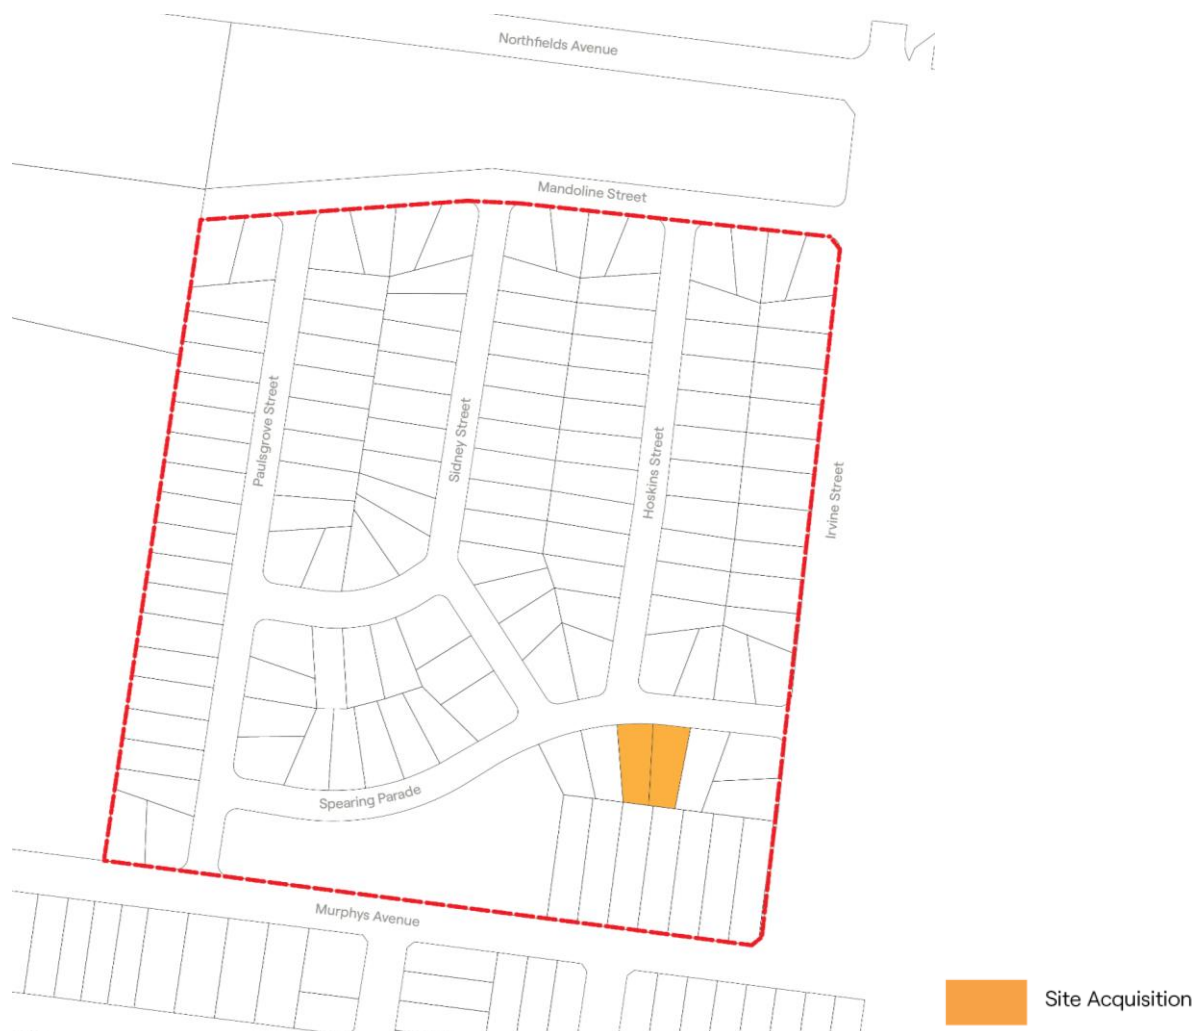 Northfields Avenue
Mandoline Street
Paulsgrove Street
Sidney Street
Hoskins Street
Irvine Street
Spearing Parade
Murphys Avenue
Site Acquisition